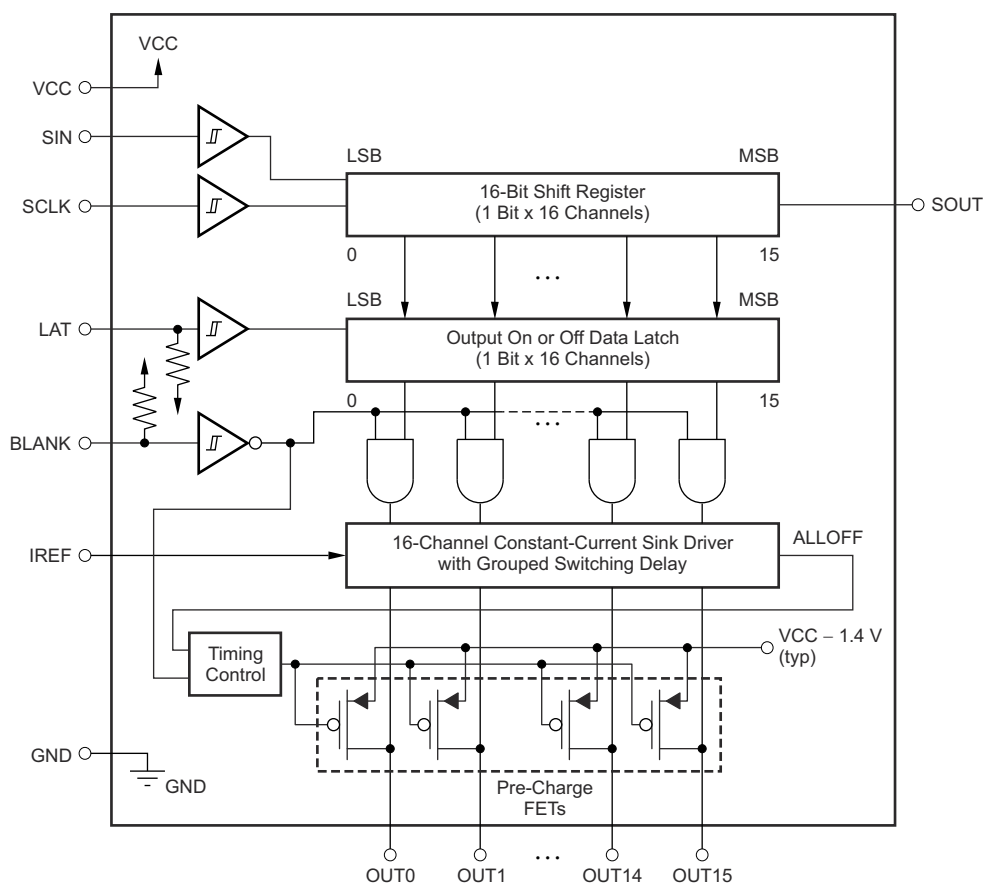 VCC
VCC
SIN
LSB
MSB
16-Bit Shift Register
(1 Bit x 16 Channels)
SCLK
SOUT
0
...
15
LSB
MSB
LAT
Output On or Off Data Latch
(1 Bit x 16 Channels)
0
...
15
BLANK
16-Channel Constant-Current Sink Driver
with Grouped Switching Delay
ALLOFF
IREF
VCC – 1.4 V
(typ)
Timing
Control
GND
GND
Pre-Charge
FETs
OUT0
OUT1
...
OUT14
OUT15